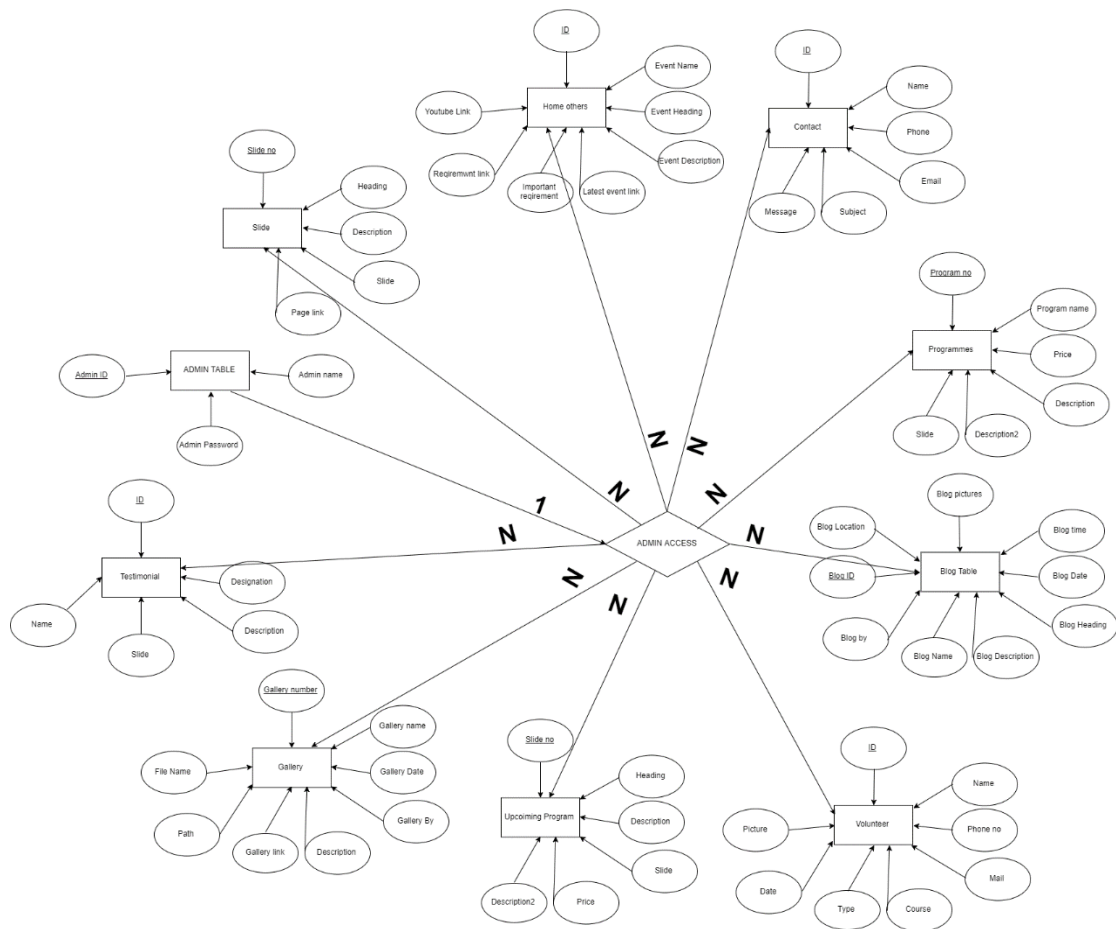 ID
Event Name
Youtube Link
Home others
Event Heading
Reqiremwnt link
Important
reqirement
Latest event link
Event Description
ID
Name
Contact
Phone
Email
Message
Subject
Slide no
Heading
Slide
Description
Slide
Page link
Program no
Program name
Programmes
Price
Description
Slide
Description2
Admin ID
ADMIN TABLE
Admin name
Admin Password
N
N
N
N
1
N
N
N
N
N
ADMIN ACCESS
ID
Testimonial
Designation
Name
Description
Slide
Blog pictures
Blog Location
Blog time
Blog ID
Blog Table
Blog Date
Blog by
Blog Name
Blog Description
Blog Heading
Gallery number
Gallery name
File Name
Gallery
Gallery Date
Path
Gallery link
Description
Gallery By
Slide no
Heading
Upcoiming Program
Description
Slide
Description2
Price
ID
Name
Picture
Volunteer
Phone no
Date
Type
Course
Mail